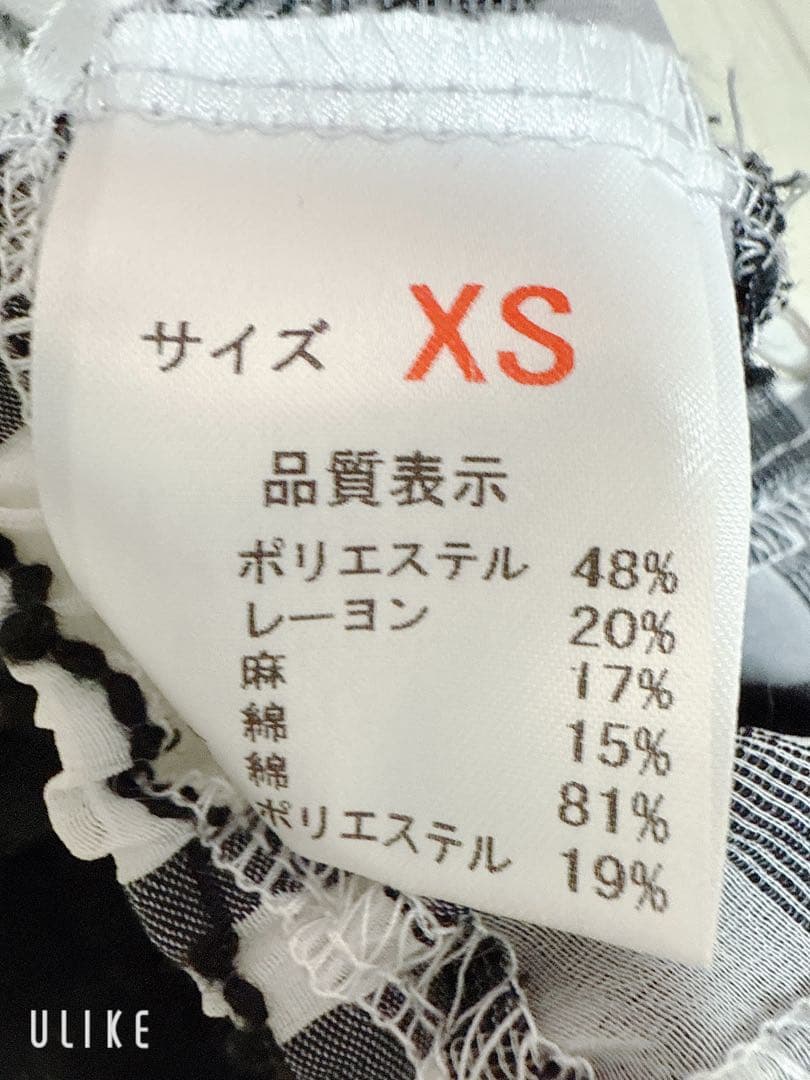 サイズ XS
品質表示
ポリエステル 48%
レーヨン 20%
麻 17%
綿 15%
綿 81%
ポリエステル 19%
ULIKE